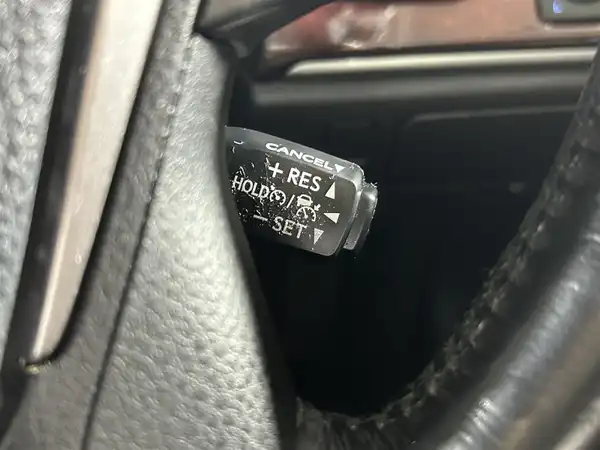 CANCEL
+ RES
HOLD /
- SET